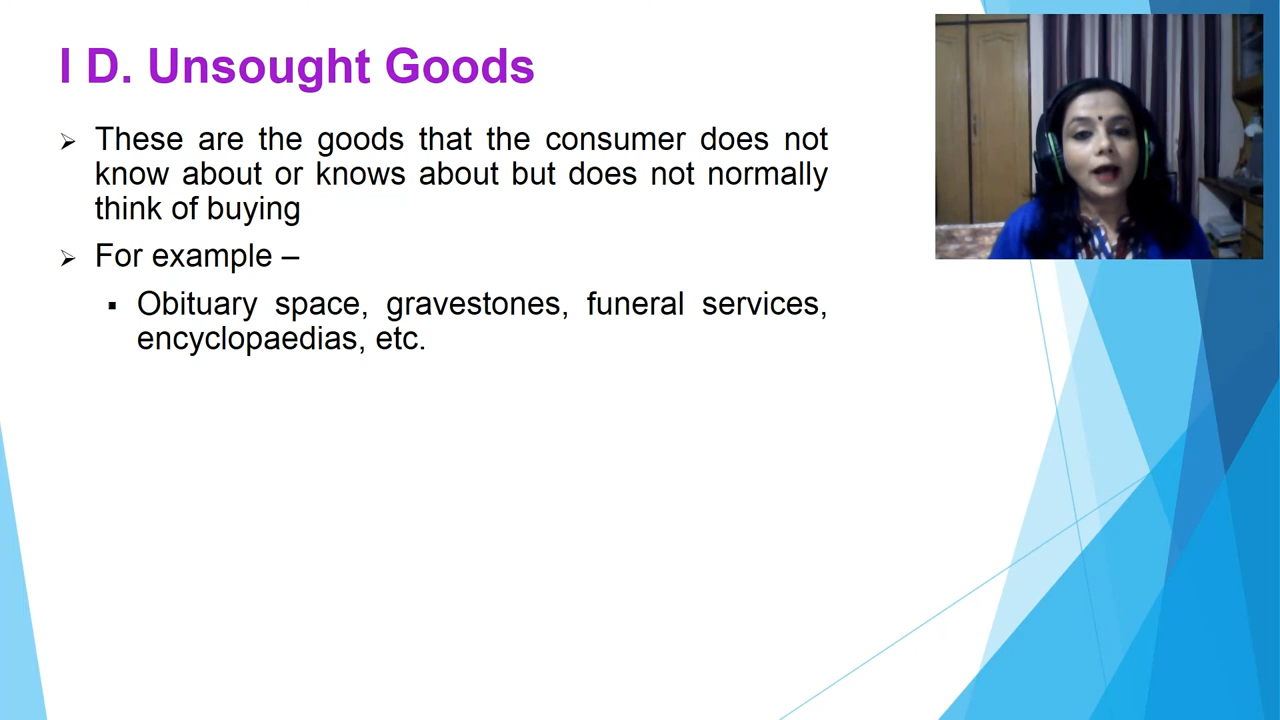 I D. Unsought Goods
➢ These are the goods that the consumer does not
know about or knows about but does not normally
think of buying
➢ For example –
▪ Obituary space, gravestones, funeral services,
encyclopaedias, etc.